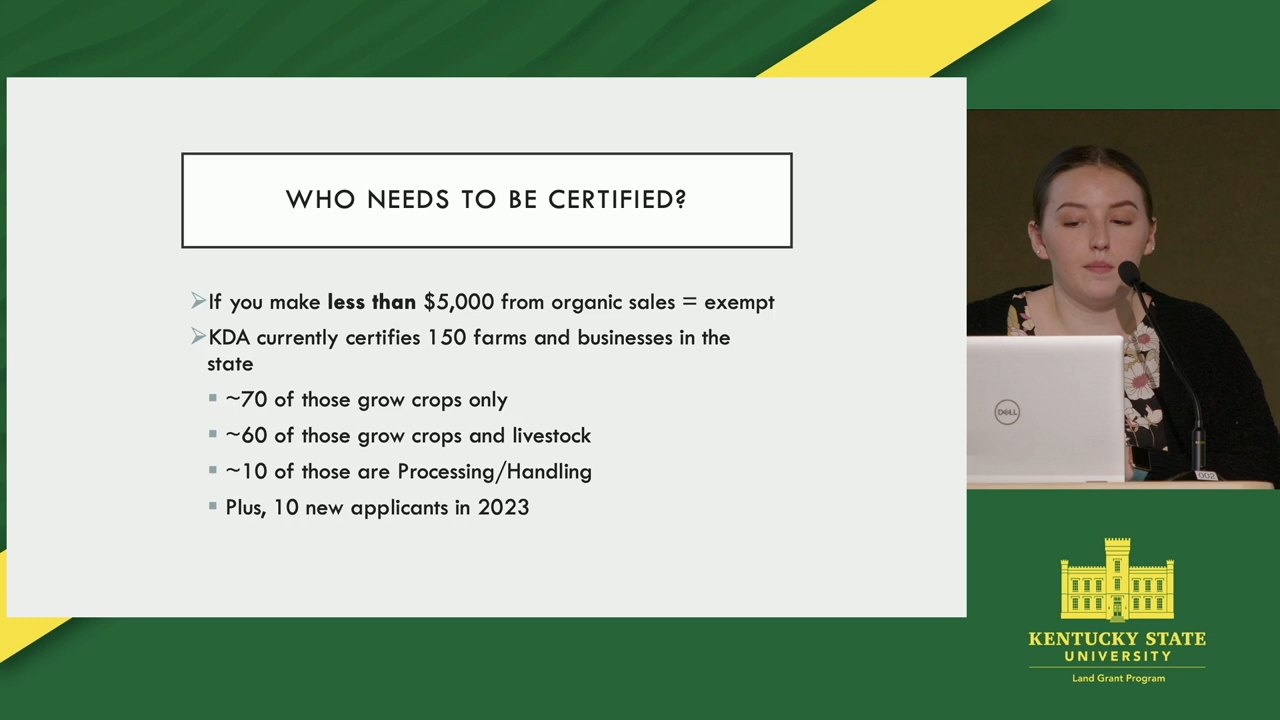 WHO NEEDS TO BE CERTIFIED?
➢If you make less than $5,000 from organic sales = exempt
➢KDA currently certifies 150 farms and businesses in the
state
▪ ~70 of those grow crops only
▪ ~60 of those grow crops and livestock
▪ ~10 of those are Processing/Handling
▪ Plus, 10 new applicants in 2023
DELL
002
KENTUCKY STATE
UNIVERSITY
Land Grant Program